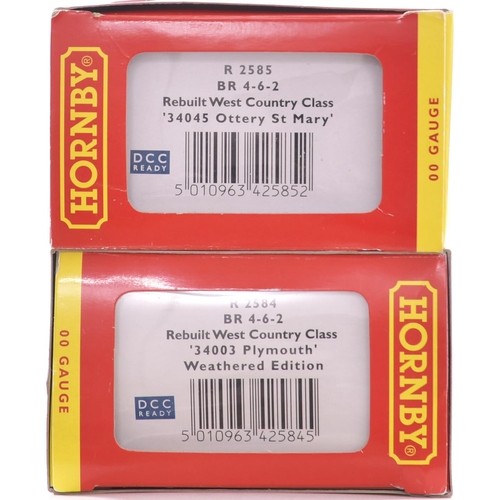 HORNBY®
R 2585
BR 4-6-2
Rebuilt West Country Class
'34045 Ottery St Mary'
DCC
READY
5 010963 425852
00 GAUGE
00 GAUGE
R 2584
BR 4-6-2
Rebuilt West Country Class
'34003 Plymouth'
Weathered Edition
DCC
READY
5 010963 425845
HORNBY®